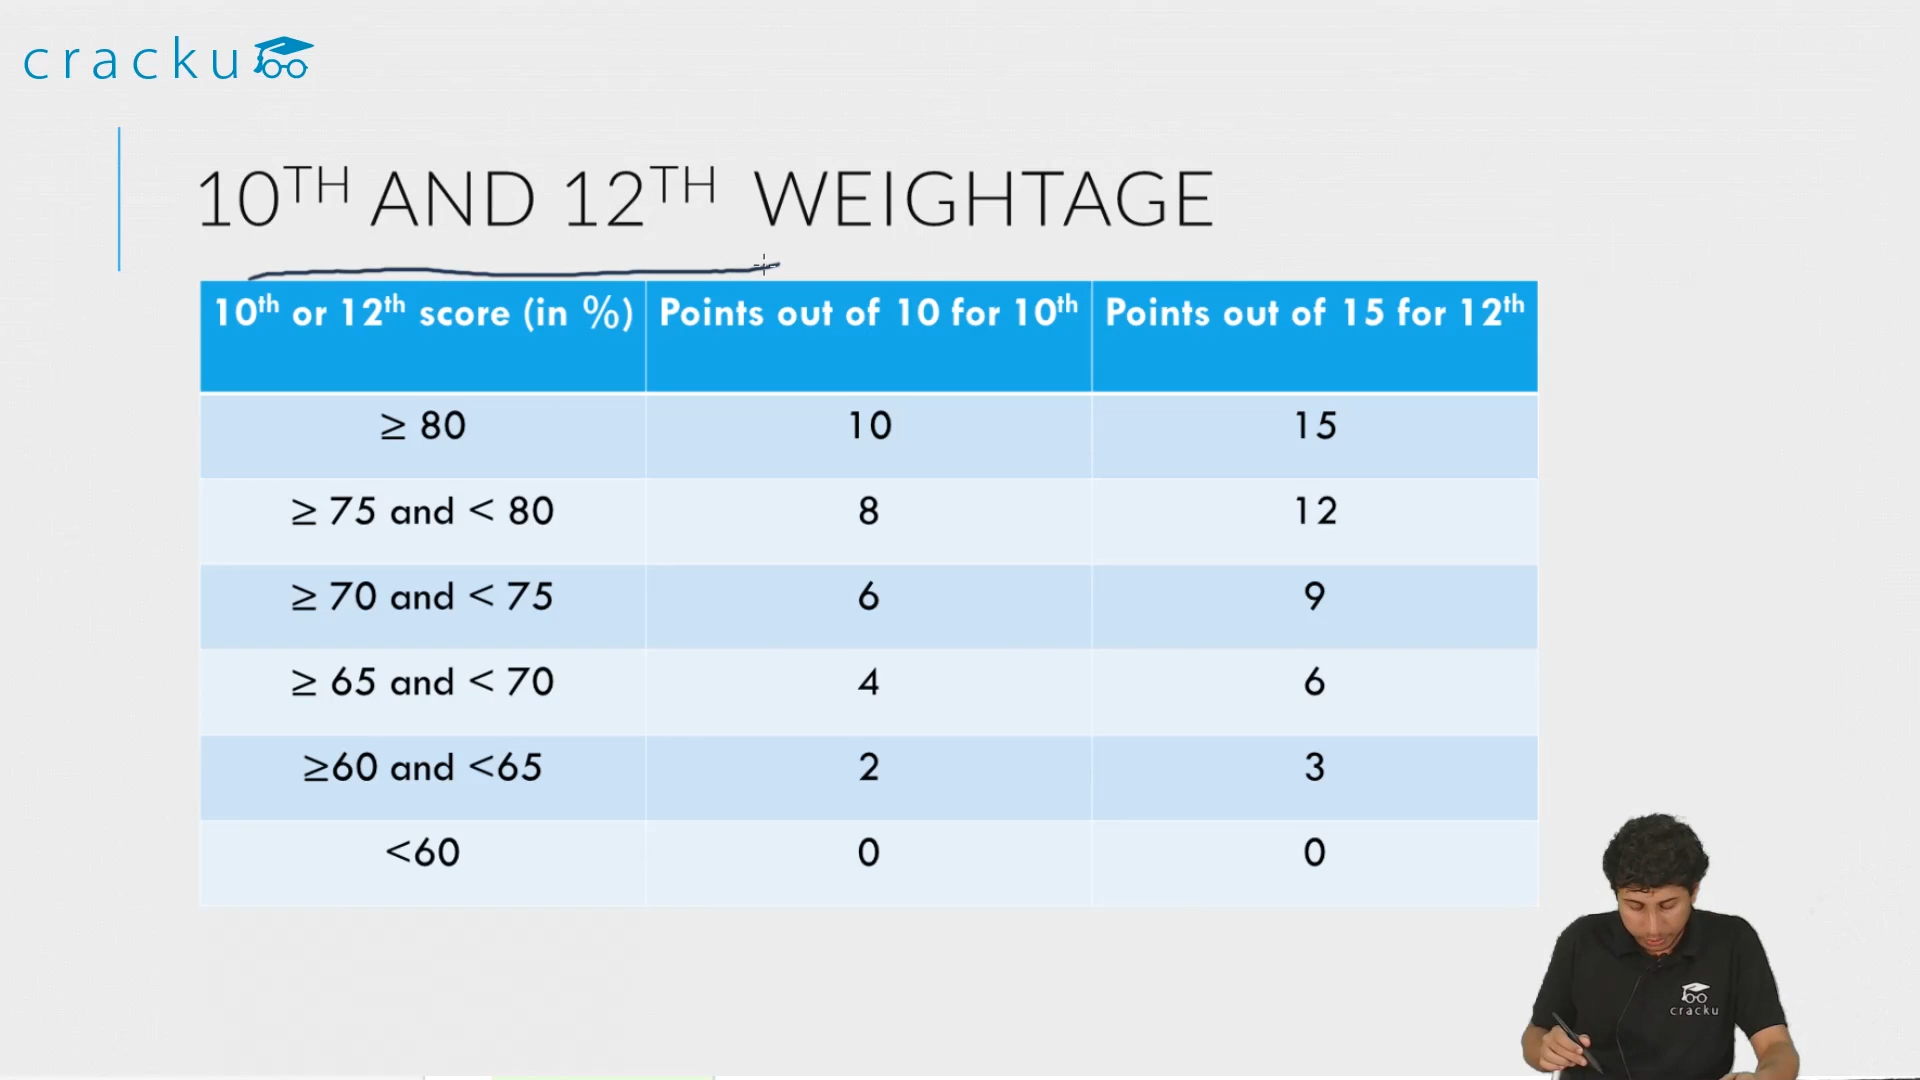 cracku
10TH AND 12TH WEIGHTAGE
10th or 12th score (in %) Points out of 10 for 10th Points out of 15 for 12th
≥ 80 10 15
≥ 75 and < 80 8 12
≥ 70 and < 75 6 9
≥ 65 and < 70 4 6
≥60 and <65 2 3
<60 0 0
cracku